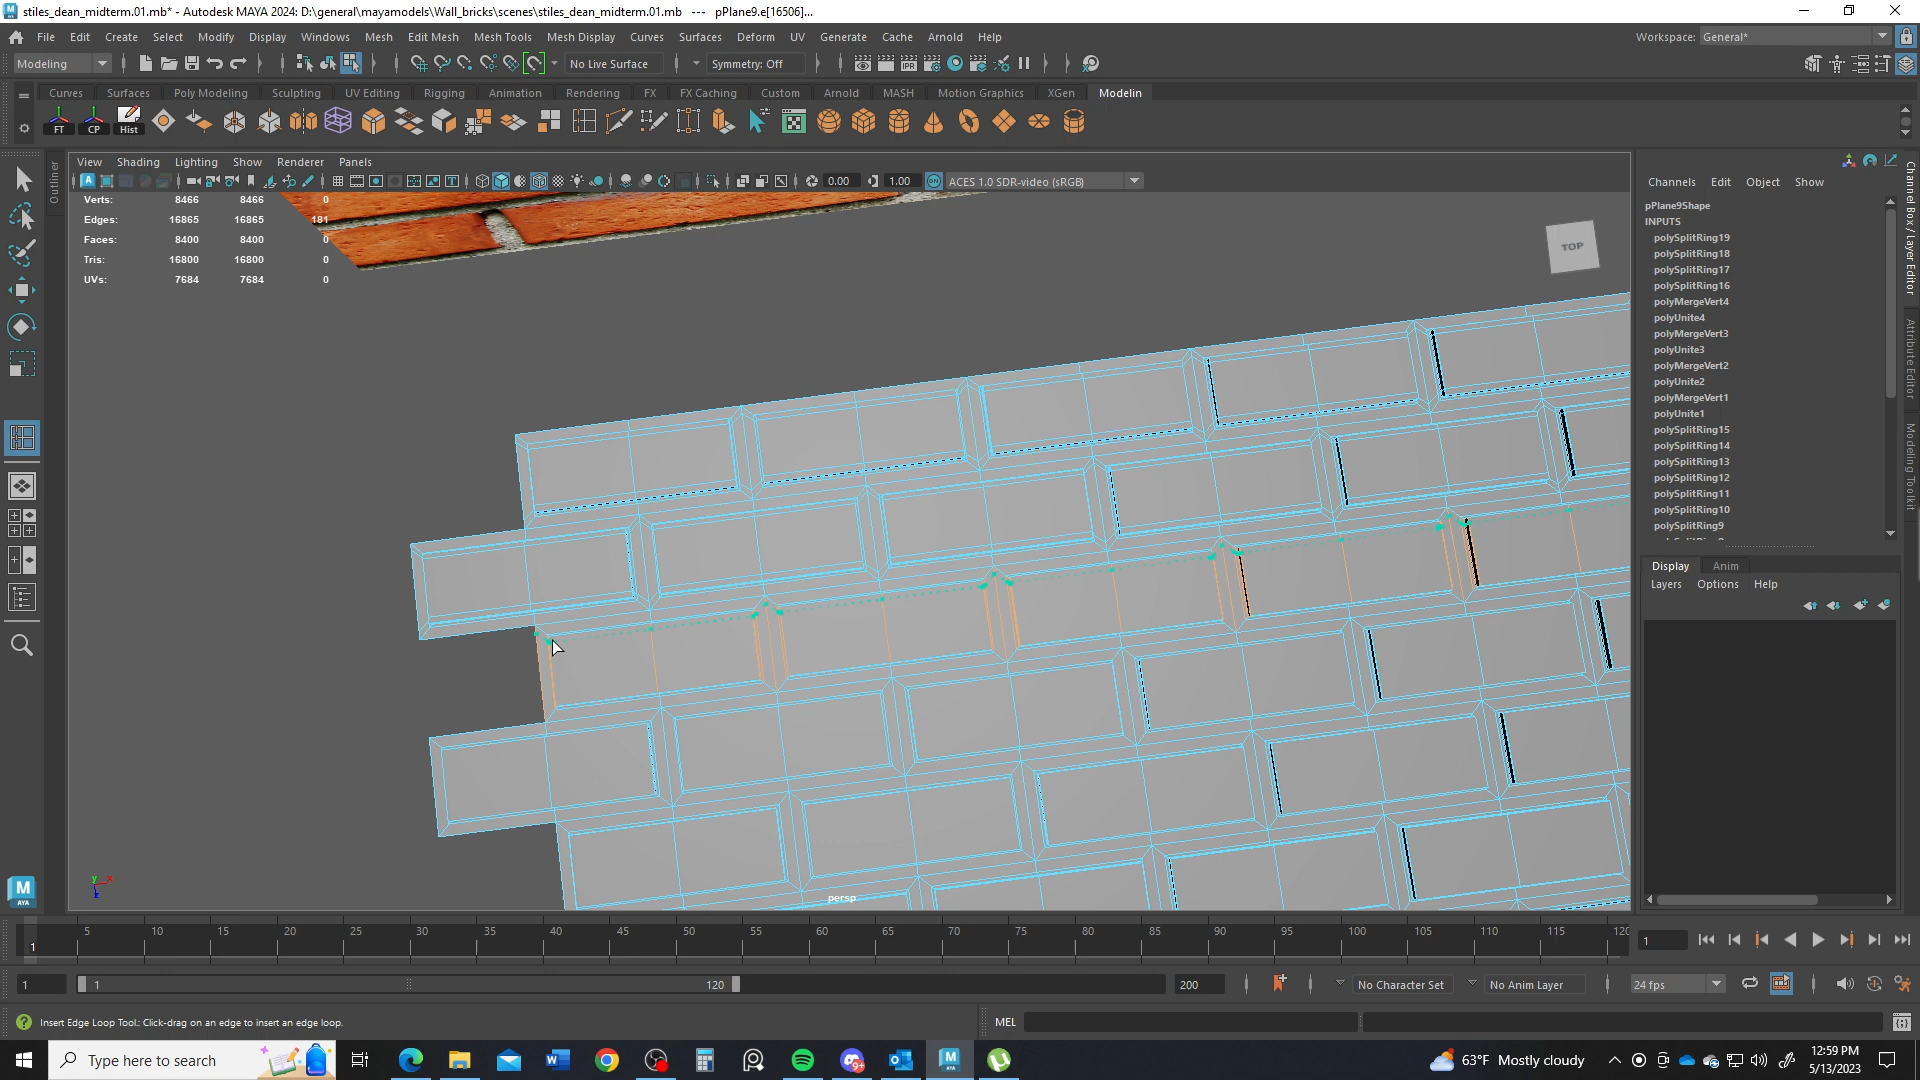 stiles_dean_midterm.01.mb* - Autodesk MAYA 2024: D:\general\mayamodels\Wall_bricks\scenes\stiles_dean_midterm.01.mb --- pPlane9.e[16506]...
File Edit Create Select Modify Display Windows Mesh Edit Mesh Mesh Tools Mesh Display Curves Surfaces Deform UV Generate Cache Arnold Help
Workspace: General*
Modeling
No Live Surface
Symmetry: Off
Curves Surfaces Poly Modeling Sculpting UV Editing Rigging Animation Rendering FX FX Caching Custom Arnold MASH Motion Graphics XGen Modelin
FT CP Hist
Outliner
View Shading Lighting Show Renderer Panels
0.00 1.00 ACES 1.0 SDR-video (sRGB)
Verts: 8466 8466 0
Edges: 16865 16865 181
Faces: 8400 8400 0
Tris: 16800 16800 0
UVs: 7684 7684 0
TOP
persp
Channels Edit Object Show
pPlane9Shape
INPUTS
polySplitRing19
polySplitRing18
polySplitRing17
polySplitRing16
polyMergeVert4
polyUnite4
polyMergeVert3
polyUnite3
polyMergeVert2
polyUnite2
polyMergeVert1
polyUnite1
polySplitRing15
polySplitRing14
polySplitRing13
polySplitRing12
polySplitRing11
polySplitRing10
polySplitRing9
Channel Box / Layer Editor
Attribute Editor
Modeling Toolkit
Display Anim
Layers Options Help
5 10 15 20 25 30 35 40 45 50 55 60 65 70 75 80 85 90 95 100 105 110 115 120
1
1
1 1 120 200
No Character Set
No Anim Layer
24 fps
Insert Edge Loop Tool: Click-drag on an edge to insert an edge loop.
MEL
Type here to search
63°F Mostly cloudy
12:59 PM
5/13/2023